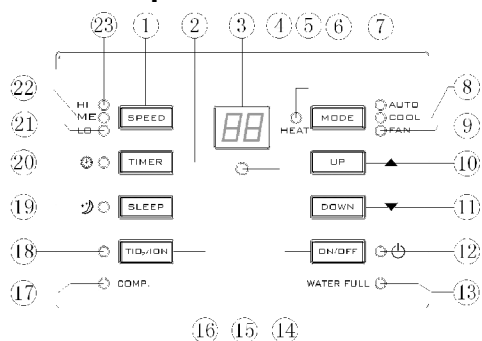 23 1 2 3 4 5 6 7
22 HI SPEED 88 MODE AUTO 8
ME COOL
21 LO HEAT FAN 9
20 TIMER UP 10
19 SLEEP DOWN 11
18 TIO₂/ION ON/OFF 12
17 COMP. WATER FULL 13
16 15 14